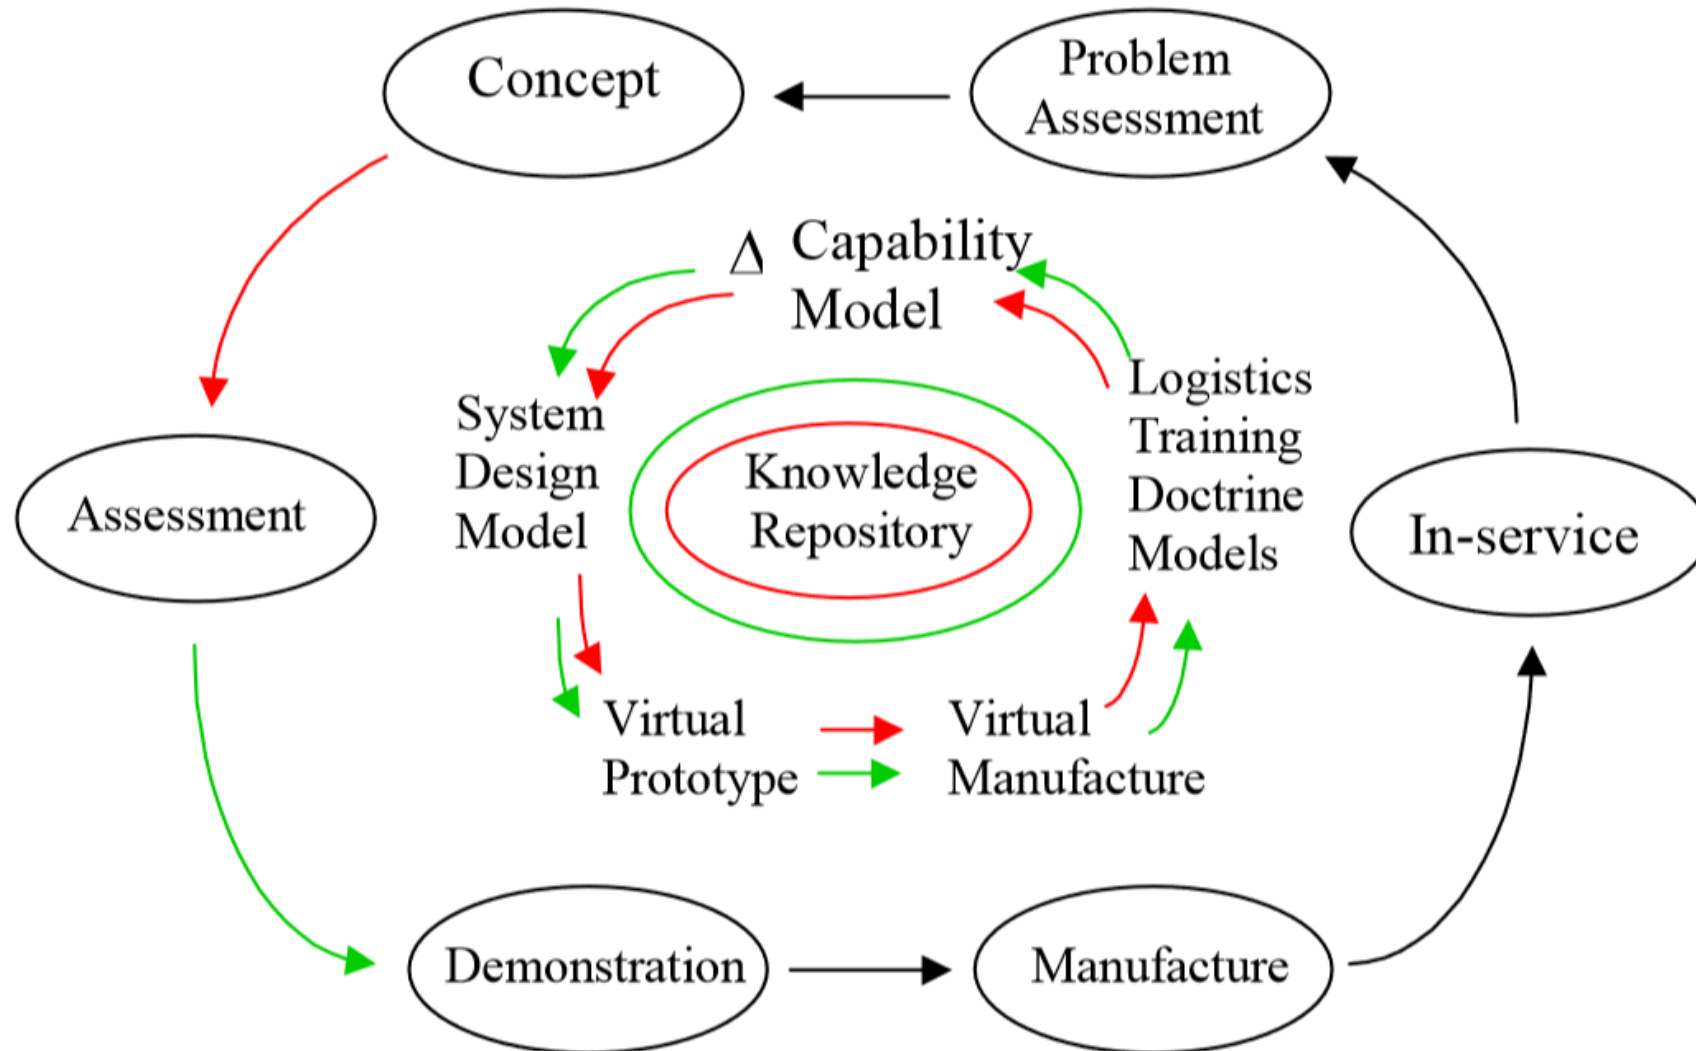 Concept
Problem
Assessment
Δ Capability
Model
System
Design
Model
Knowledge
Repository
Logistics
Training
Doctrine
Models
Assessment
In-service
Virtual
Prototype
Virtual
Manufacture
Demonstration
Manufacture